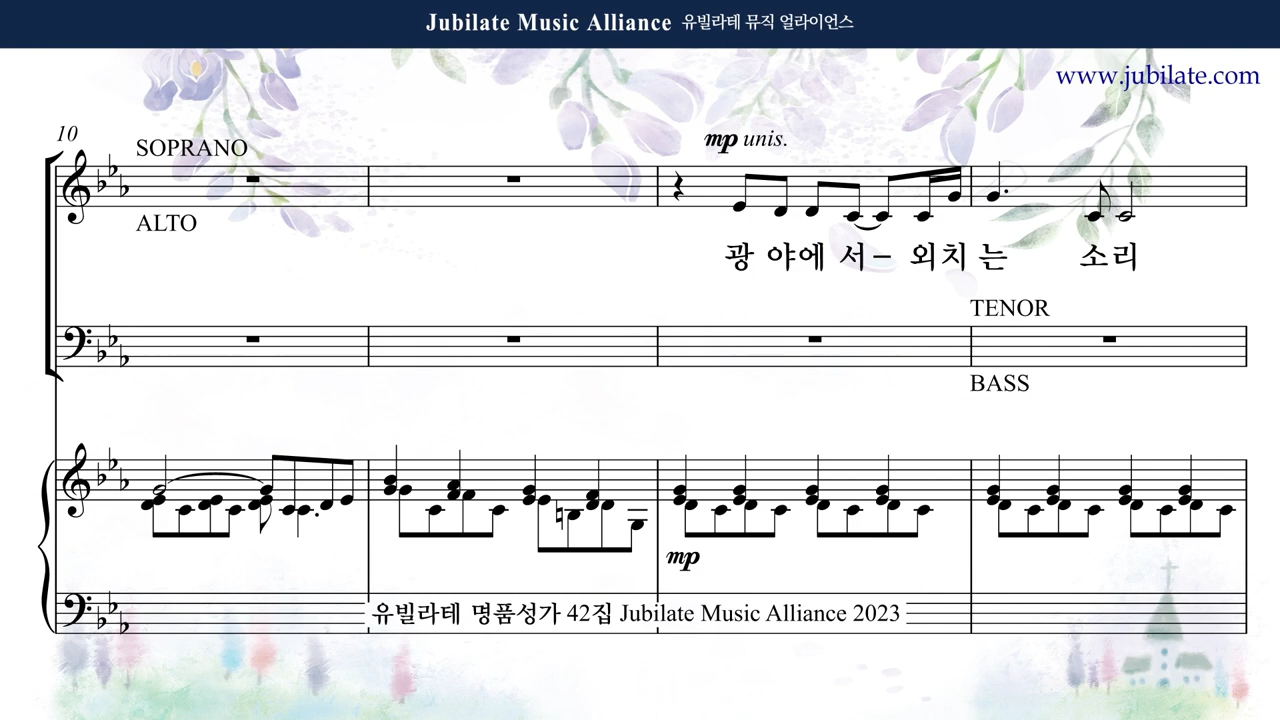 Jubilate Music Alliance 유빌라테 뮤직 얼라이언스
www.jubilate.com
10
SOPRANO
mp unis.
ALTO
광 야에 서– 외치 는 소리
TENOR
BASS
mp
유빌라테 명품성가 42집 Jubilate Music Alliance 2023